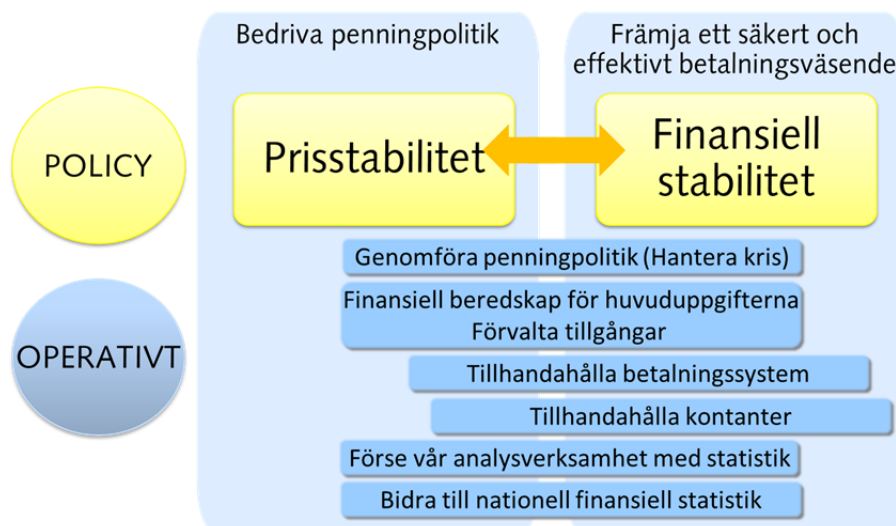 Bedriva penningpolitik
Främja ett säkert och
effektivt betalningsväsende
POLICY
Prisstabilitet
Finansiell
stabilitet
OPERATIVT
Genomföra penningpolitik (Hantera kris)
Finansiell beredskap för huvuduppgifterna
Förvalta tillgångar
Tillhandahålla betalningssystem
Tillhandahålla kontanter
Förse vår analysverksamhet med statistik
Bidra till nationell finansiell statistik